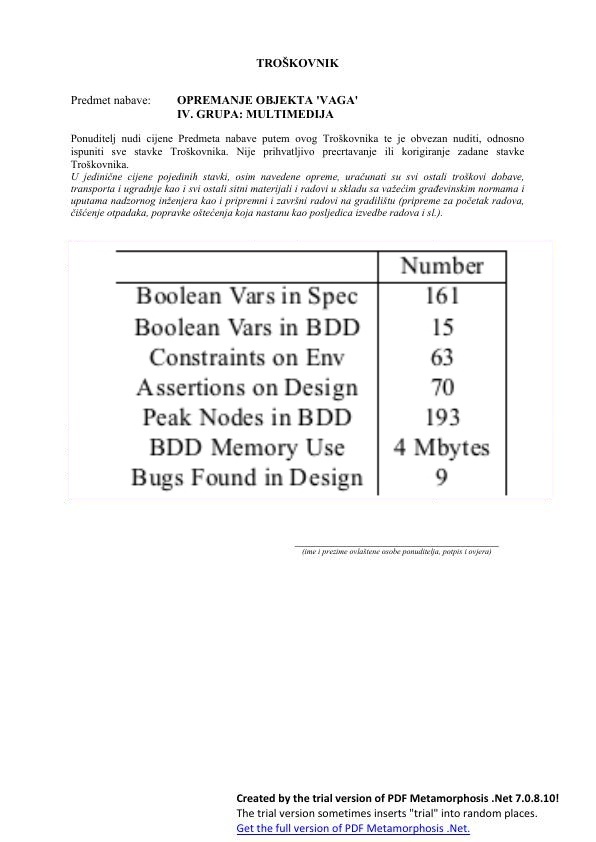 TROŠKOVNIK
Predmet nabave: OPREMANJE OBJEKTA 'VAGA'
IV. GRUPA: MULTIMEDIJA
Ponuditelj nudi cijene Predmeta nabave putem ovog Troškovnika te je obvezan nuditi, odnosno
ispuniti sve stavke Troškovnika. Nije prihvatljivo precrtavanje ili korigiranje zadane stavke
Troškovnika.
U jedinične cijene pojedinih stavki, osim navedene opreme, uračunati su svi ostali troškovi dobave,
transporta i ugradnje kao i svi ostali sitni materijali i radovi u skladu sa važećim građevinskim normama i
uputama nadzornog inženjera kao i pripremni i završni radovi na gradilištu (pripreme za početak radova,
čišćenje otpadaka, popravke oštećenja koja nastanu kao posljedica izvedbe radova i sl.).
Number
Boolean Vars in Spec 161
Boolean Vars in BDD 15
Constraints on Env 63
Assertions on Design 70
Peak Nodes in BDD 193
BDD Memory Use 4 Mbytes
Bugs Found in Design 9
(ime i prezime ovlaštene osobe ponuditelja, potpis i ovjera)
Created by the trial version of PDF Metamorphosis .Net 7.0.8.10!
The trial version sometimes inserts "trial" into random places.
Get the full version of PDF Metamorphosis .Net.